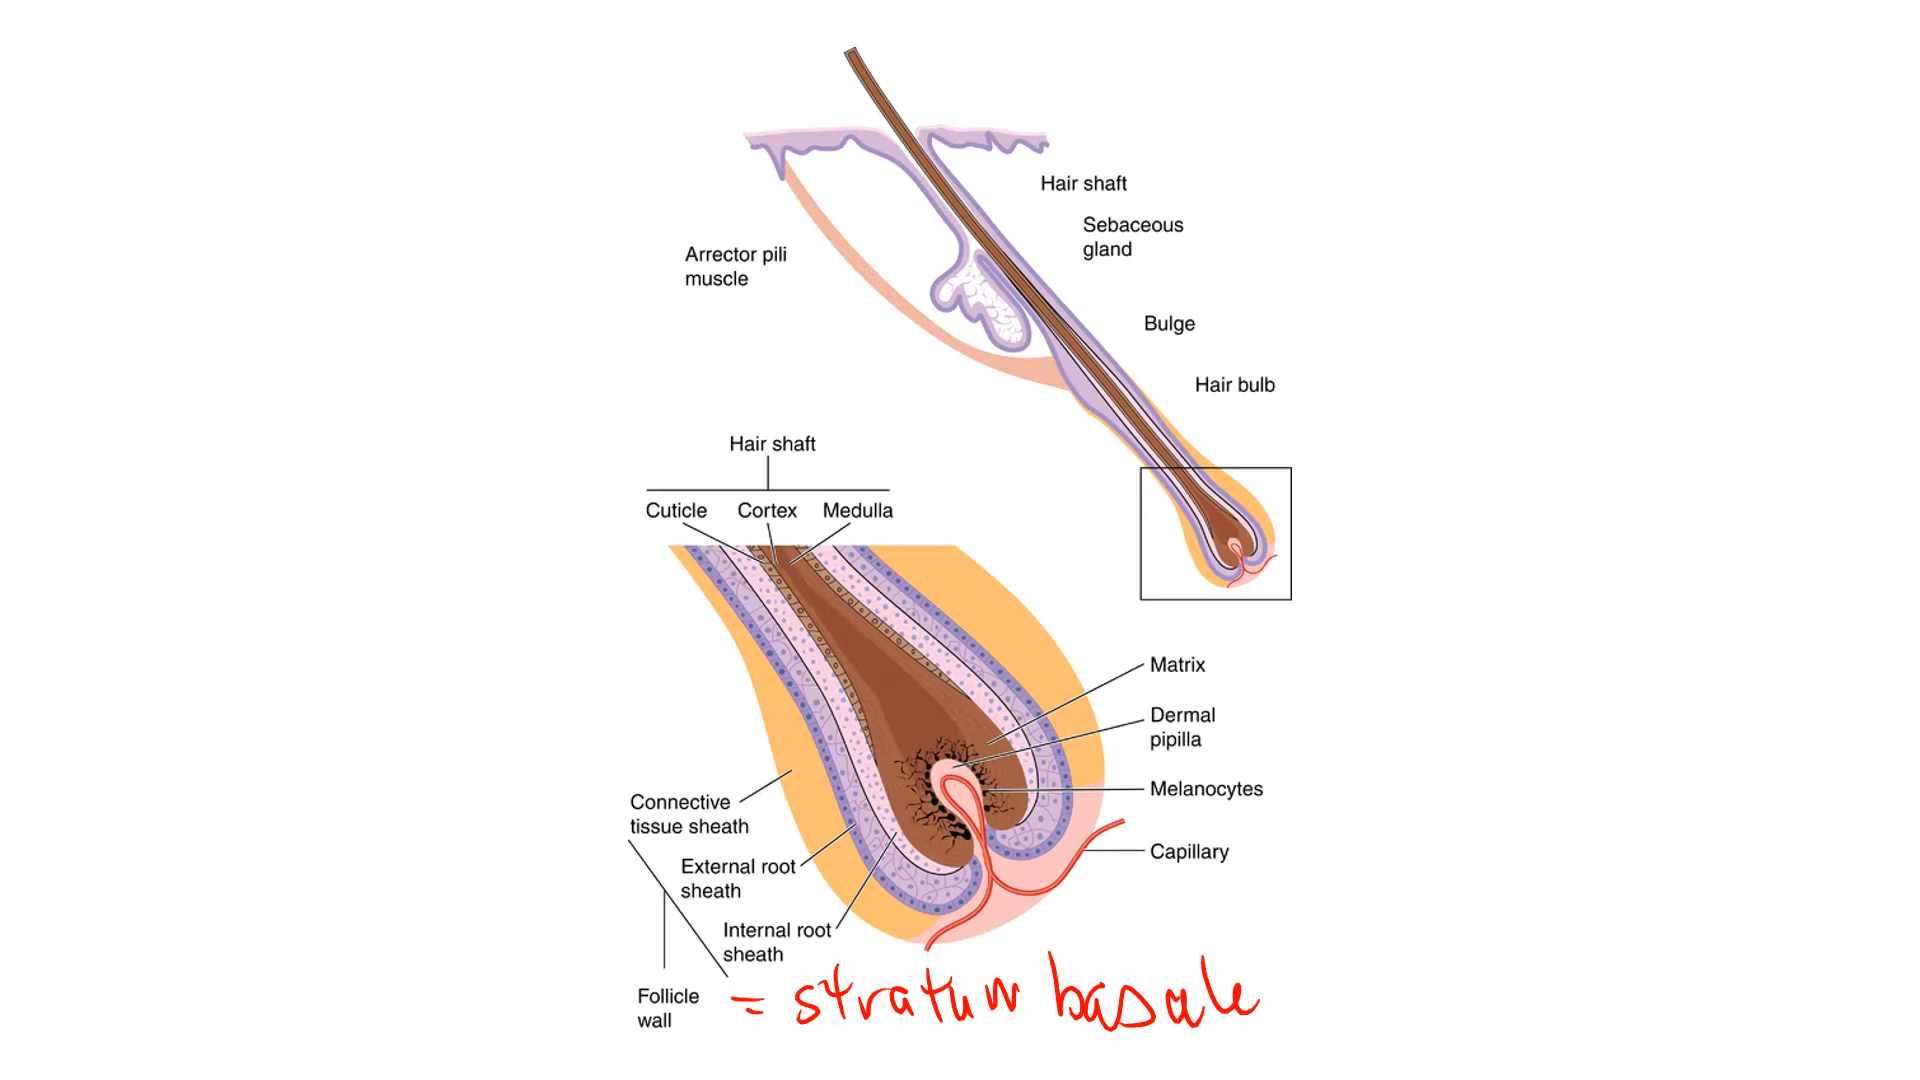 Hair shaft
Sebaceous
gland
Arrector pili
muscle
Bulge
Hair bulb
Hair shaft
Cuticle Cortex Medulla
Matrix
Dermal
pipilla
Melanocytes
Connective
tissue sheath
Capillary
External root
sheath
Internal root
sheath
Follicle
wall
= stratum basale